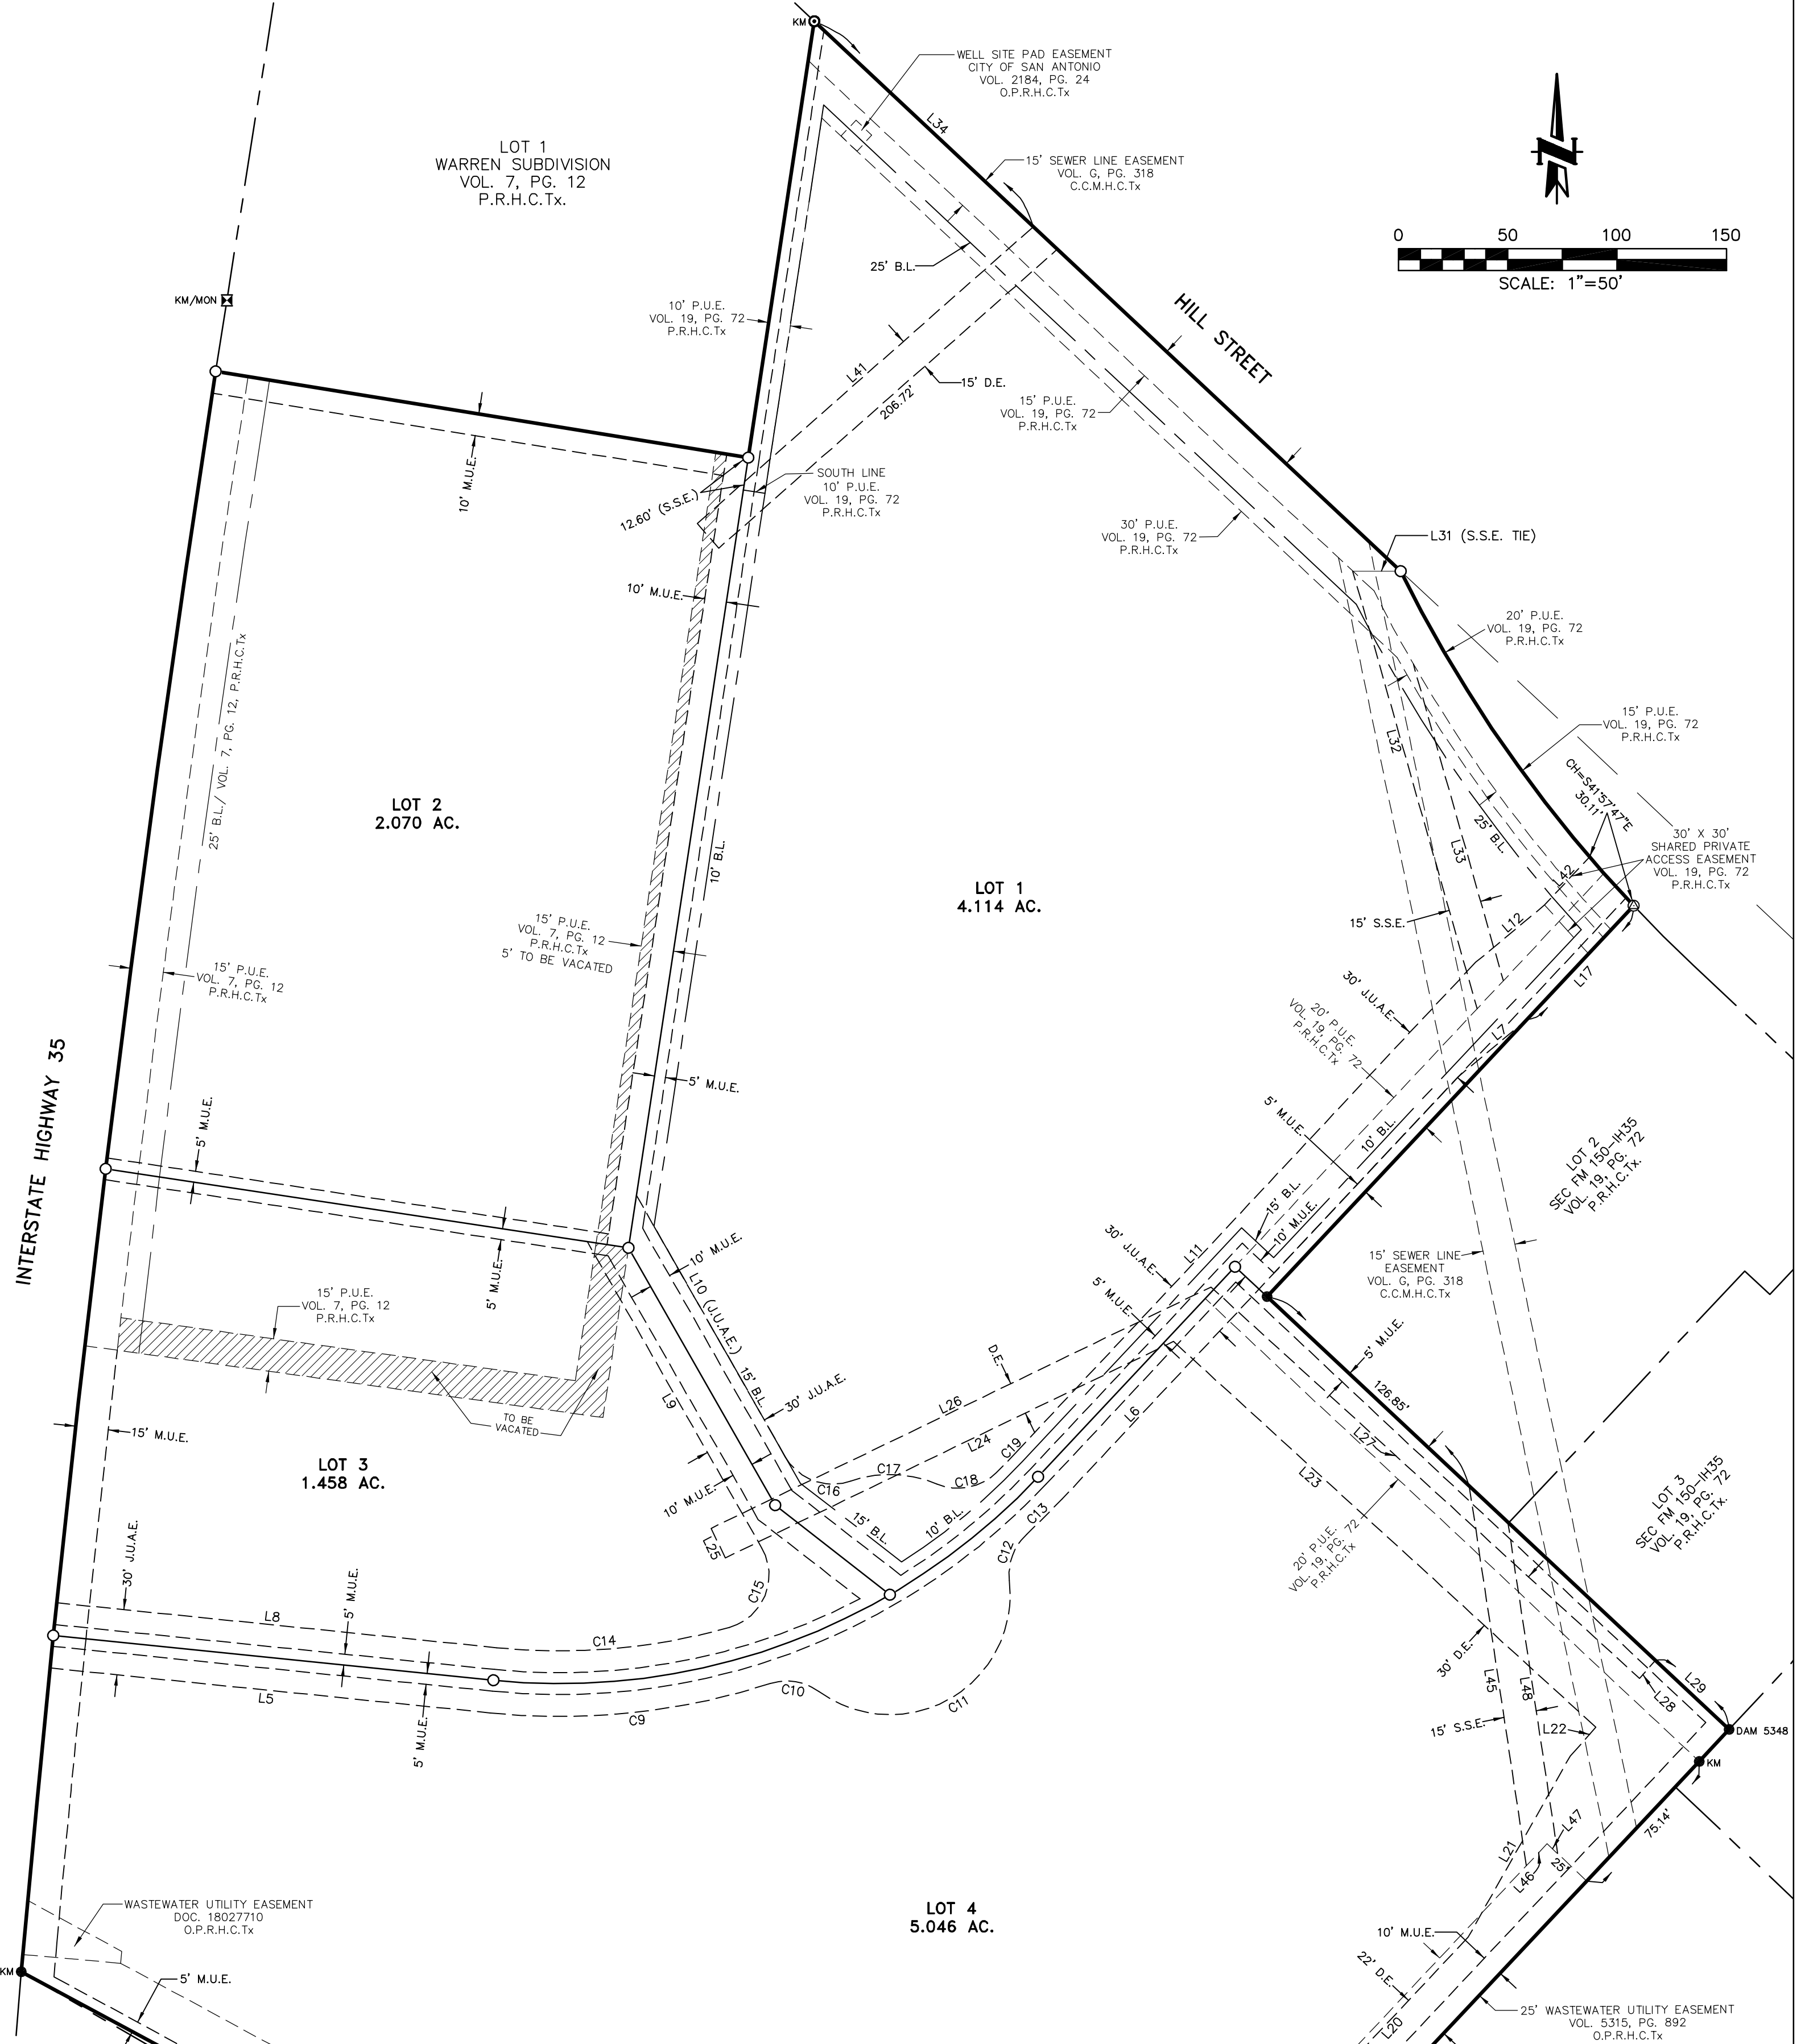 KM
WELL SITE PAD EASEMENT
CITY OF SAN ANTONIO
VOL. 2184, PG. 24
O.P.R.H.C.Tx
L34
LOT 1
WARREN SUBDIVISION
VOL. 7, PG. 12
P.R.H.C.Tx.
15' SEWER LINE EASEMENT
VOL. G, PG. 318
C.C.M.H.C.Tx
N
0 50 100 150
SCALE: 1"=50'
25' B.L.
KM/MON
10' P.U.E.
VOL. 19, PG. 72
P.R.H.C.Tx
HILL STREET
L41
206.72'
15' D.E.
15' P.U.E.
VOL. 19, PG. 72
P.R.H.C.Tx
10' M.U.E.
12.60' (S.S.E.)
SOUTH LINE
10' P.U.E.
VOL. 19, PG. 72
P.R.H.C.Tx
30' P.U.E.
VOL. 19, PG. 72
P.R.H.C.Tx
L31 (S.S.E. TIE)
10' M.U.E.
20' P.U.E.
VOL. 19, PG. 72
P.R.H.C.Tx
25' B.L./ VOL. 7, PG. 12, P.R.H.C.Tx
15' P.U.E.
VOL. 19, PG. 72
P.R.H.C.Tx
L32
CH=S41°57'47"E
30.11'
LOT 2
2.070 AC.
25' B.L.
L33
30' X 30'
SHARED PRIVATE
ACCESS EASEMENT
VOL. 19, PG. 72
P.R.H.C.Tx
10' B.L.
L42
LOT 1
4.114 AC.
15' S.S.E.
L12
15' P.U.E.
VOL. 7, PG. 12
P.R.H.C.Tx
5' TO BE VACATED
15' P.U.E.
VOL. 7, PG. 12
P.R.H.C.Tx
L17
30' J.U.A.E.
20' P.U.E.
VOL. 19, PG. 72
P.R.H.C.Tx
L7
INTERSTATE HIGHWAY 35
5' M.U.E.
5' M.U.E.
5' M.U.E.
10' B.L.
LOT 2
SEC FM 150-IH35
VOL. 19, PG. 72
P.R.H.C.Tx.
15' B.L.
10' M.U.E.
5' M.U.E.
10' M.U.E.
L10 (J.U.A.E.)
30' J.U.A.E.
L11
5' M.U.E.
15' SEWER LINE
EASEMENT
VOL. G, PG. 318
C.C.M.H.C.Tx
15' P.U.E.
VOL. 7, PG. 12
P.R.H.C.Tx
D.E.
5' M.U.E.
15' B.L.
30' J.U.A.E.
L9
L26
L6
126.85'
TO BE
VACATED
15' M.U.E.
L24
C19
L27
LOT 3
1.458 AC.
C17
C18
C16
L23
10' M.U.E.
15' B.L.
10' B.L.
C13
LOT 3
SEC FM 150-IH35
VOL. 19, PG. 72
P.R.H.C.Tx.
L25
C12
20' P.U.E.
VOL. 19, PG. 72
P.R.H.C.Tx
30' J.U.A.E.
C15
5' M.U.E.
L8
C14
30' D.E.
L45
L48
L29
L28
L5
C10
C11
C9
5' M.U.E.
15' S.S.E.
L22
DAM 5348
KM
75.14'
L47
L21
25'
L46
WASTEWATER UTILITY EASEMENT
DOC. 18027710
O.P.R.H.C.Tx
LOT 4
5.046 AC.
10' M.U.E.
KM
5' M.U.E.
22' D.E.
L20
25' WASTEWATER UTILITY EASEMENT
VOL. 5315, PG. 892
O.P.R.H.C.Tx